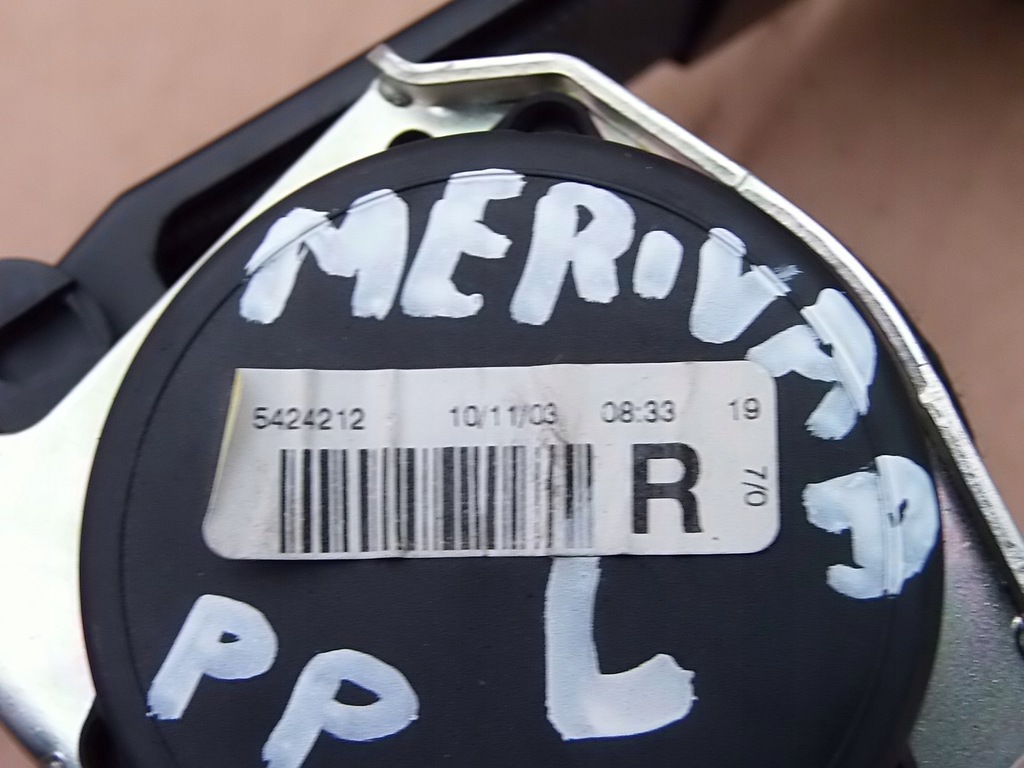 MERIVA B
5424212 10/11/03 08:33 19
R 7/0
PP L